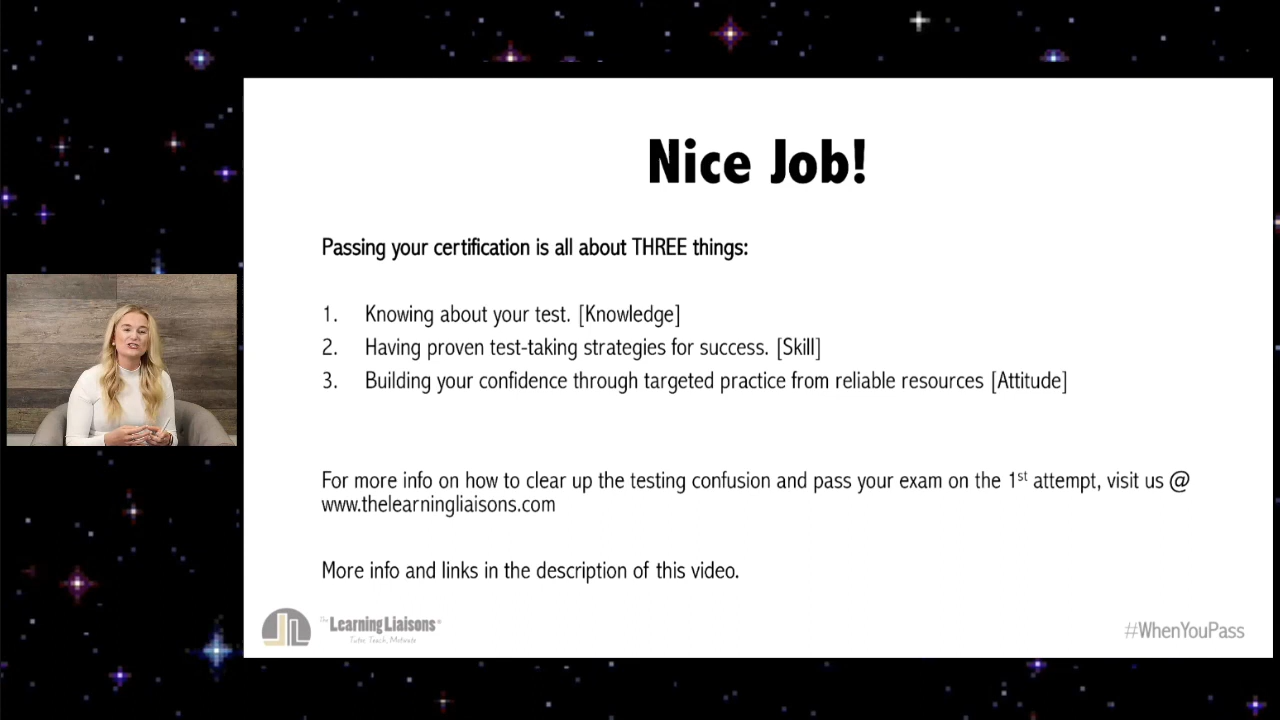 Nice Job!
Passing your certification is all about THREE things:
1. Knowing about your test. [Knowledge]
2. Having proven test-taking strategies for success. [Skill]
3. Building your confidence through targeted practice from reliable resources [Attitude]
For more info on how to clear up the testing confusion and pass your exam on the 1st attempt, visit us @
www.thelearningliaisons.com
More info and links in the description of this video.
The Learning Liaisons®
Tutor, Teach, Motivate
#WhenYouPass